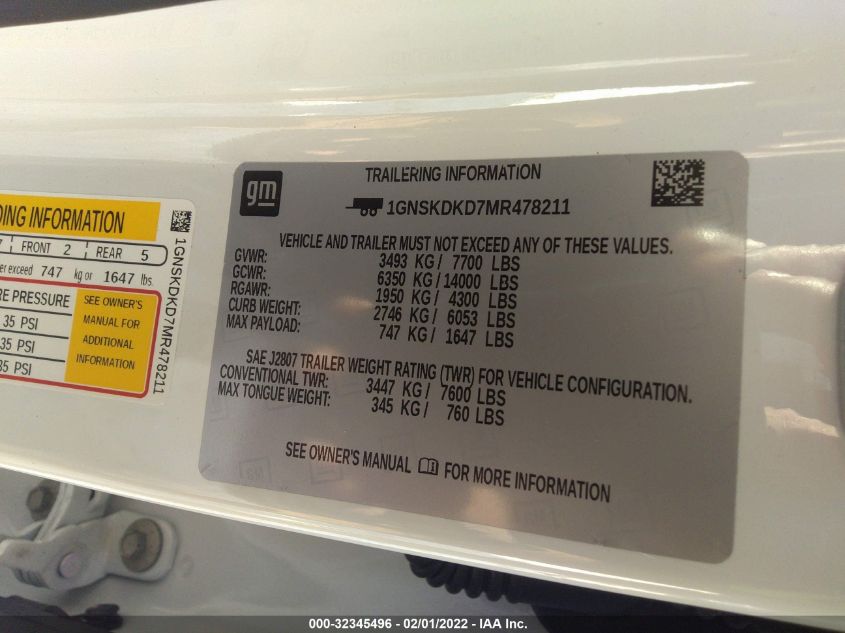 DING INFORMATION
FRONT 2 REAR 5
er exceed 747 kg or 1647 lbs.
RE PRESSURE
35 PSI
35 PSI
35 PSI
SEE OWNER'S
MANUAL FOR
ADDITIONAL
INFORMATION
1GNSKDKD7MR478211
gm
TRAILERING INFORMATION
1GNSKDKD7MR478211
VEHICLE AND TRAILER MUST NOT EXCEED ANY OF THESE VALUES.
GVWR: 3493 KG / 7700 LBS
GCWR: 6350 KG / 14000 LBS
RGAWR: 1950 KG / 4300 LBS
CURB WEIGHT: 2746 KG / 6053 LBS
MAX PAYLOAD: 747 KG / 1647 LBS
SAE J2807 TRAILER WEIGHT RATING (TWR) FOR VEHICLE CONFIGURATION.
CONVENTIONAL TWR: 3447 KG / 7600 LBS
MAX TONGUE WEIGHT: 345 KG / 760 LBS
SEE OWNER'S MANUAL FOR MORE INFORMATION
000-32345496 - 02/01/2022 - IAA Inc.